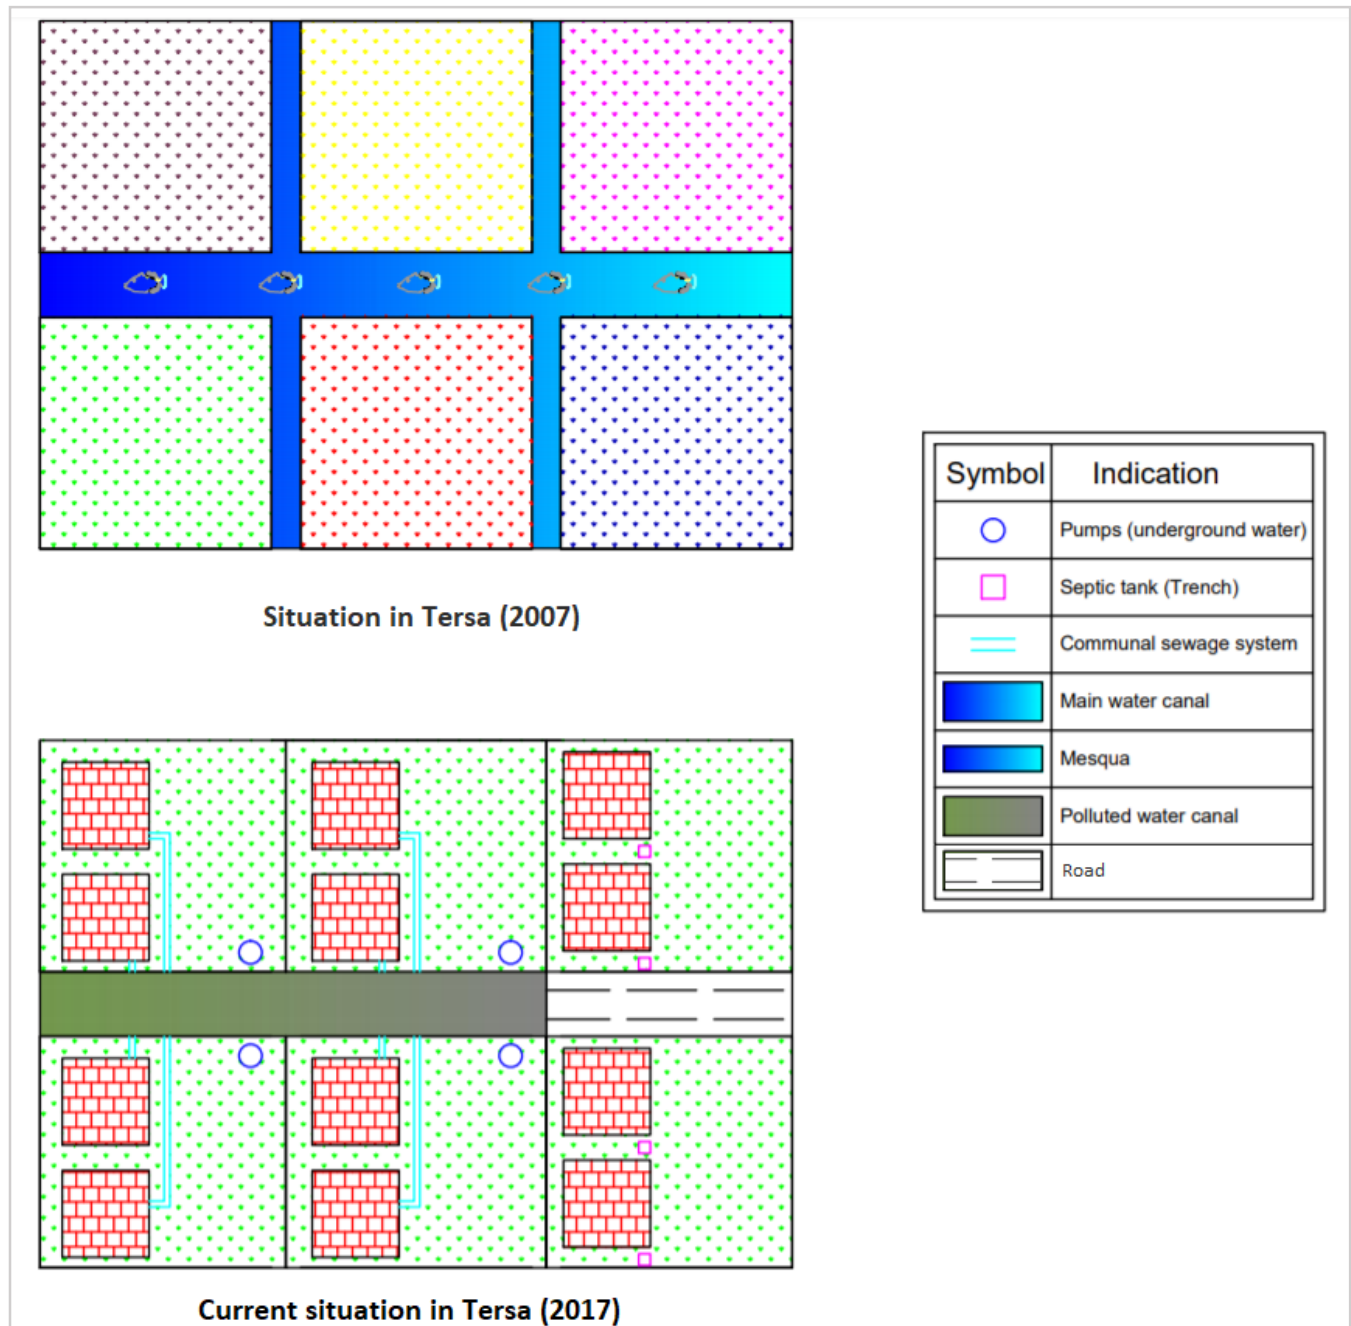 Situation in Tersa (2007)
Symbol Indication
Pumps (underground water)
Septic tank (Trench)
Communal sewage system
Main water canal
Mesqua
Polluted water canal
Road
Current situation in Tersa (2017)